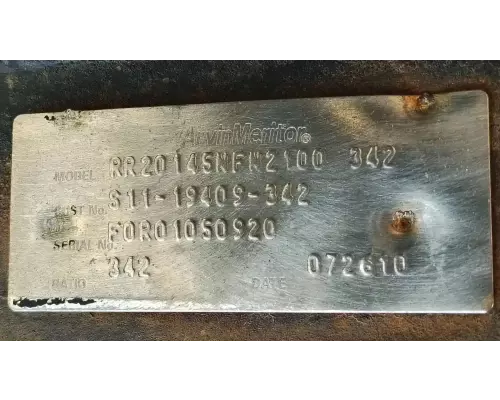 ArvinMeritor®
MODEL RR20145NFN2100 342
CUST No. S11-19409-342
SERIAL No. FOR01050920
342 072610
RATIO DATE